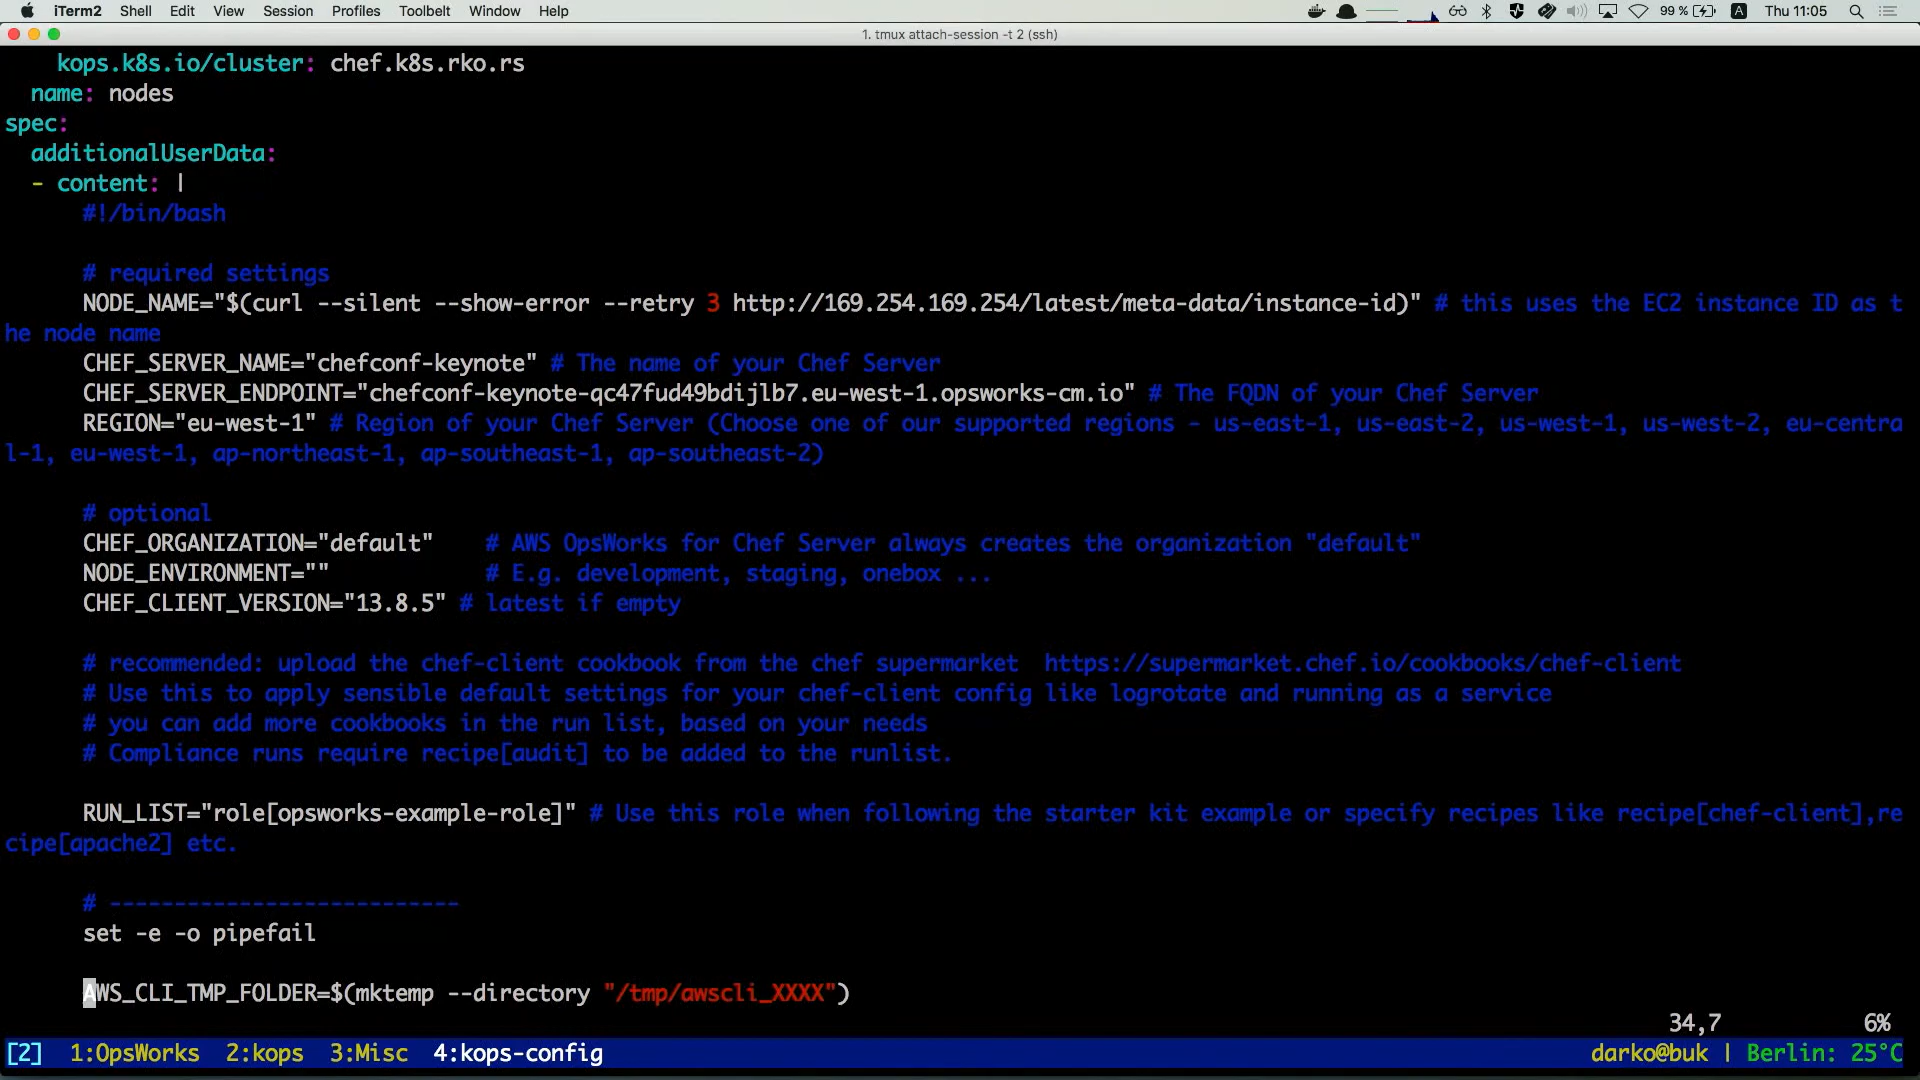 iTerm2 Shell Edit View Session Profiles Toolbelt Window Help 99 % A Thu 11:05
1. tmux attach-session -t 2 (ssh)
kops.k8s.io/cluster: chef.k8s.rko.rs
name: nodes
spec:
additionalUserData:
- content: |
#!/bin/bash
# required settings
NODE_NAME="$(curl --silent --show-error --retry 3 http://169.254.169.254/latest/meta-data/instance-id)" # this uses the EC2 instance ID as t
he node name
CHEF_SERVER_NAME="chefconf-keynote" # The name of your Chef Server
CHEF_SERVER_ENDPOINT="chefconf-keynote-qc47fud49bdijlb7.eu-west-1.opsworks-cm.io" # The FQDN of your Chef Server
REGION="eu-west-1" # Region of your Chef Server (Choose one of our supported regions - us-east-1, us-east-2, us-west-1, us-west-2, eu-centra
l-1, eu-west-1, ap-northeast-1, ap-southeast-1, ap-southeast-2)
# optional
CHEF_ORGANIZATION="default" # AWS OpsWorks for Chef Server always creates the organization "default"
NODE_ENVIRONMENT="" # E.g. development, staging, onebox ...
CHEF_CLIENT_VERSION="13.8.5" # latest if empty
# recommended: upload the chef-client cookbook from the chef supermarket https://supermarket.chef.io/cookbooks/chef-client
# Use this to apply sensible default settings for your chef-client config like logrotate and running as a service
# you can add more cookbooks in the run list, based on your needs
# Compliance runs require recipe[audit] to be added to the runlist.
RUN_LIST="role[opsworks-example-role]" # Use this role when following the starter kit example or specify recipes like recipe[chef-client],re
cipe[apache2] etc.
# ---------------------------
set -e -o pipefail
AWS_CLI_TMP_FOLDER=$(mktemp --directory "/tmp/awscli_XXXX")
34,7 6%
[2] 1:OpsWorks 2:kops 3:Misc 4:kops-config darko@buk | Berlin: 25°C